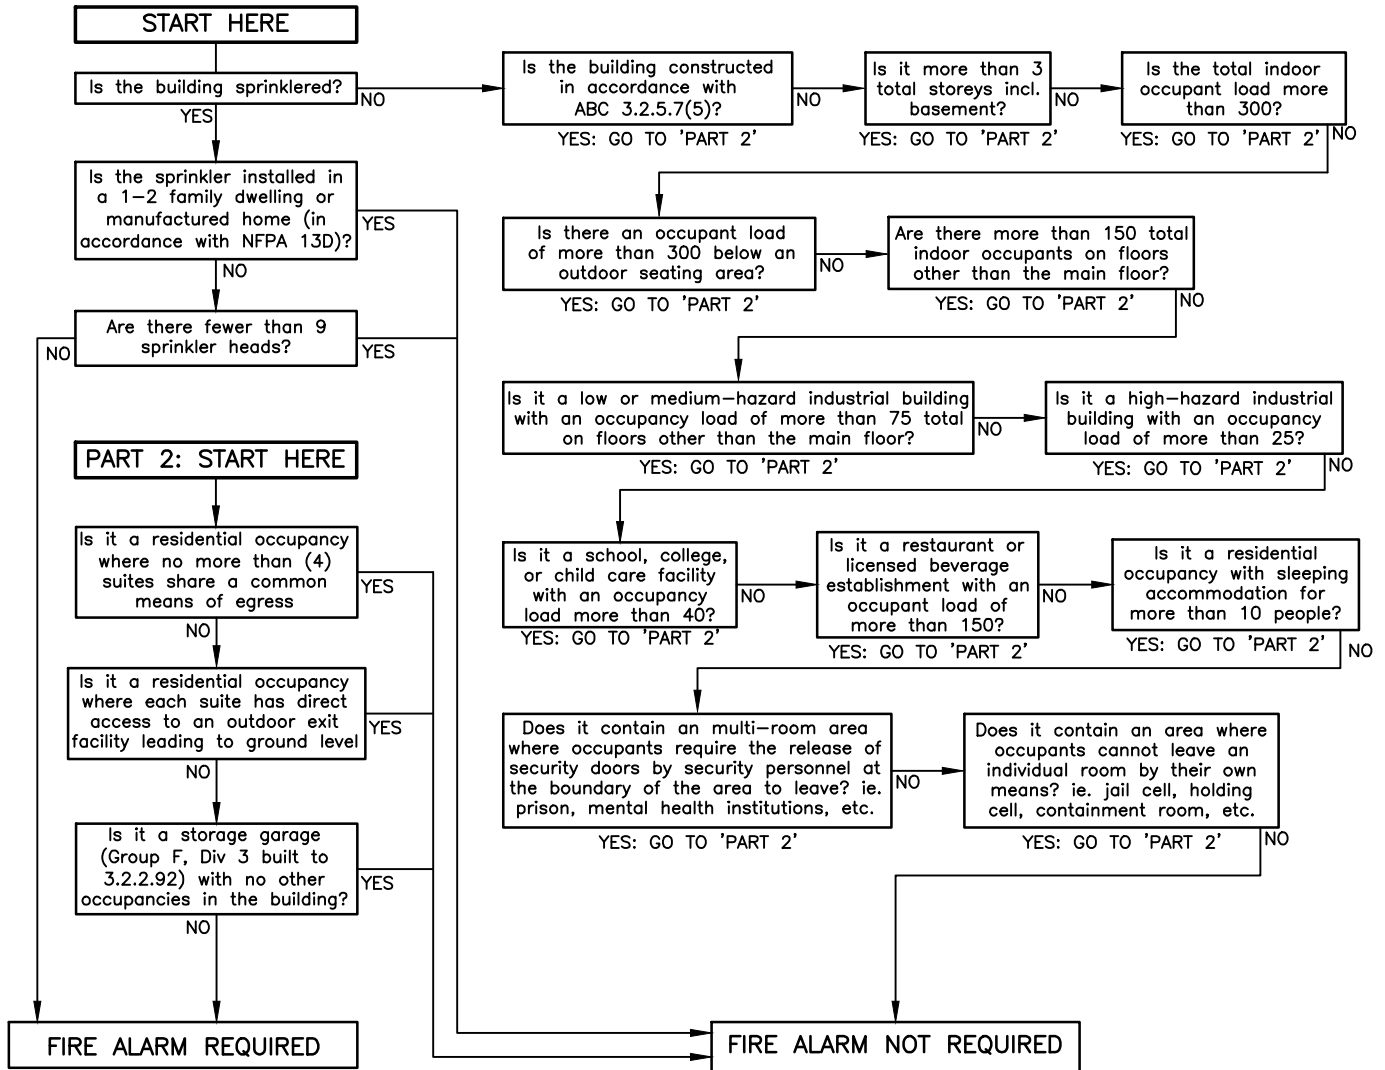 START HERE
Is the building sprinklered?
NO
YES
Is the building constructed
in accordance with
ABC 3.2.5.7(5)?
NO
YES: GO TO 'PART 2'
Is it more than 3
total storeys incl.
basement?
NO
YES: GO TO 'PART 2'
Is the total indoor
occupant load more
than 300?
NO
YES: GO TO 'PART 2'
Is the sprinkler installed in
a 1-2 family dwelling or
manufactured home (in
accordance with NFPA 13D)?
YES
NO
Is there an occupant load
of more than 300 below an
outdoor seating area?
NO
YES: GO TO 'PART 2'
Are there more than 150 total
indoor occupants on floors
other than the main floor?
NO
YES: GO TO 'PART 2'
Are there fewer than 9
sprinkler heads?
NO
YES
Is it a low or medium-hazard industrial building
with an occupancy load of more than 75 total
on floors other than the main floor?
NO
YES: GO TO 'PART 2'
Is it a high-hazard industrial
building with an occupancy
load of more than 25?
NO
YES: GO TO 'PART 2'
PART 2: START HERE
Is it a residential occupancy
where no more than (4)
suites share a common
means of egress
YES
NO
Is it a school, college,
or child care facility
with an occupancy
load more than 40?
NO
YES: GO TO 'PART 2'
Is it a restaurant or
licensed beverage
establishment with an
occupant load of
more than 150?
NO
YES: GO TO 'PART 2'
Is it a residential
occupancy with sleeping
accommodation for
more than 10 people?
NO
YES: GO TO 'PART 2'
Is it a residential occupancy
where each suite has direct
access to an outdoor exit
facility leading to ground level
YES
NO
Does it contain an multi-room area
where occupants require the release of
security doors by security personnel at
the boundary of the area to leave? ie.
prison, mental health institutions, etc.
NO
YES: GO TO 'PART 2'
Does it contain an area where
occupants cannot leave an
individual room by their own
means? ie. jail cell, holding
cell, containment room, etc.
NO
YES: GO TO 'PART 2'
Is it a storage garage
(Group F, Div 3 built to
3.2.2.92) with no other
occupancies in the building?
YES
NO
FIRE ALARM REQUIRED
FIRE ALARM NOT REQUIRED